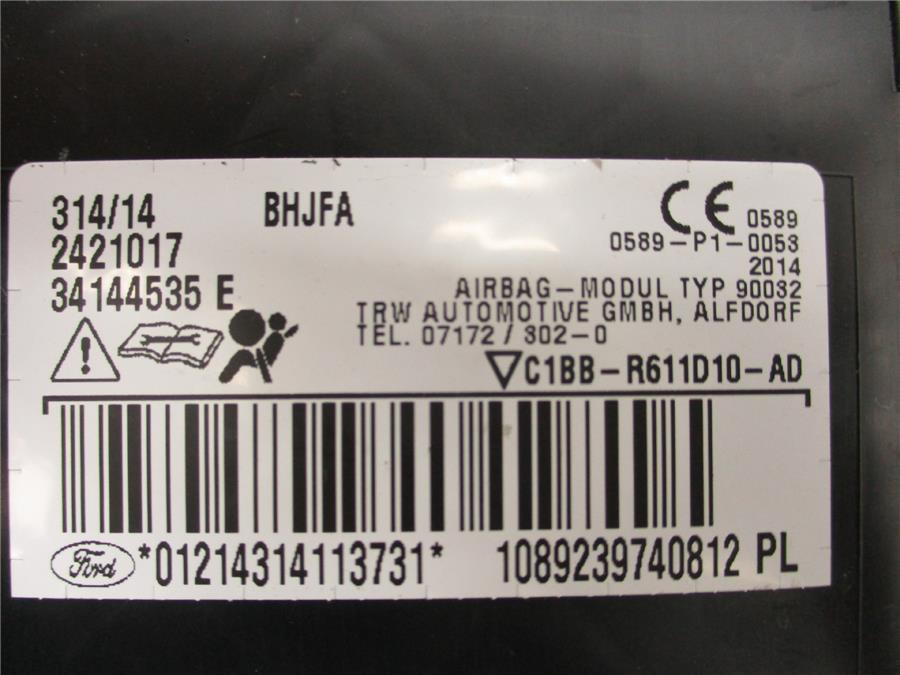 314/14 BHJFA
2421017
34144535 E
CE 0589
0589-P1-0053
2014
AIRBAG-MODUL TYP 90032
TRW AUTOMOTIVE GMBH, ALFDORF
TEL. 07172/302-0
C1BB-R611D10-AD
Ford *01214314113731* 1089239740812 PL